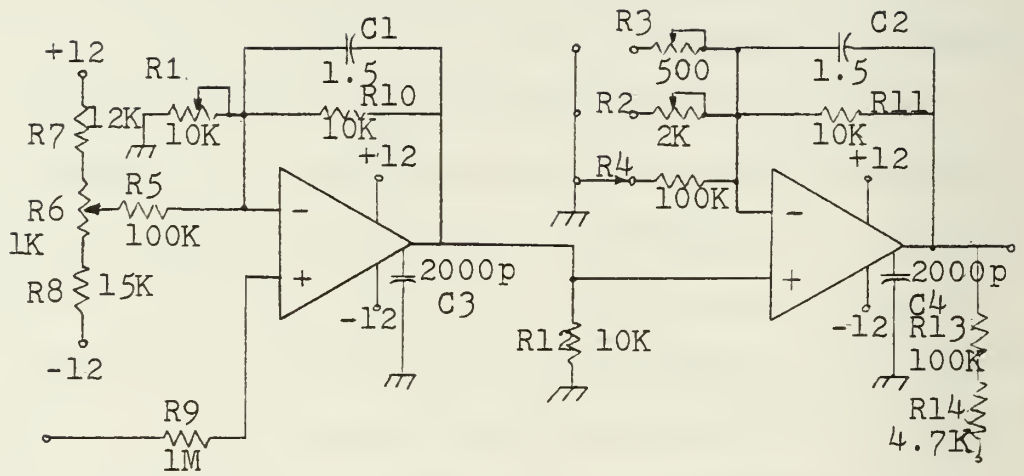 +12
R7
12K
R6
1K
R8
15K
-12
R1
10K
R5
100K
C1
1.5
R10
10K
+12
-
+
-12
2000p
C3
R9
1M
R12
10K
R3
500
R2
2K
R4
100K
C2
1.5
R11
10K
+12
-
+
-12
2000p
C4
R13
100K
R14
4.7K